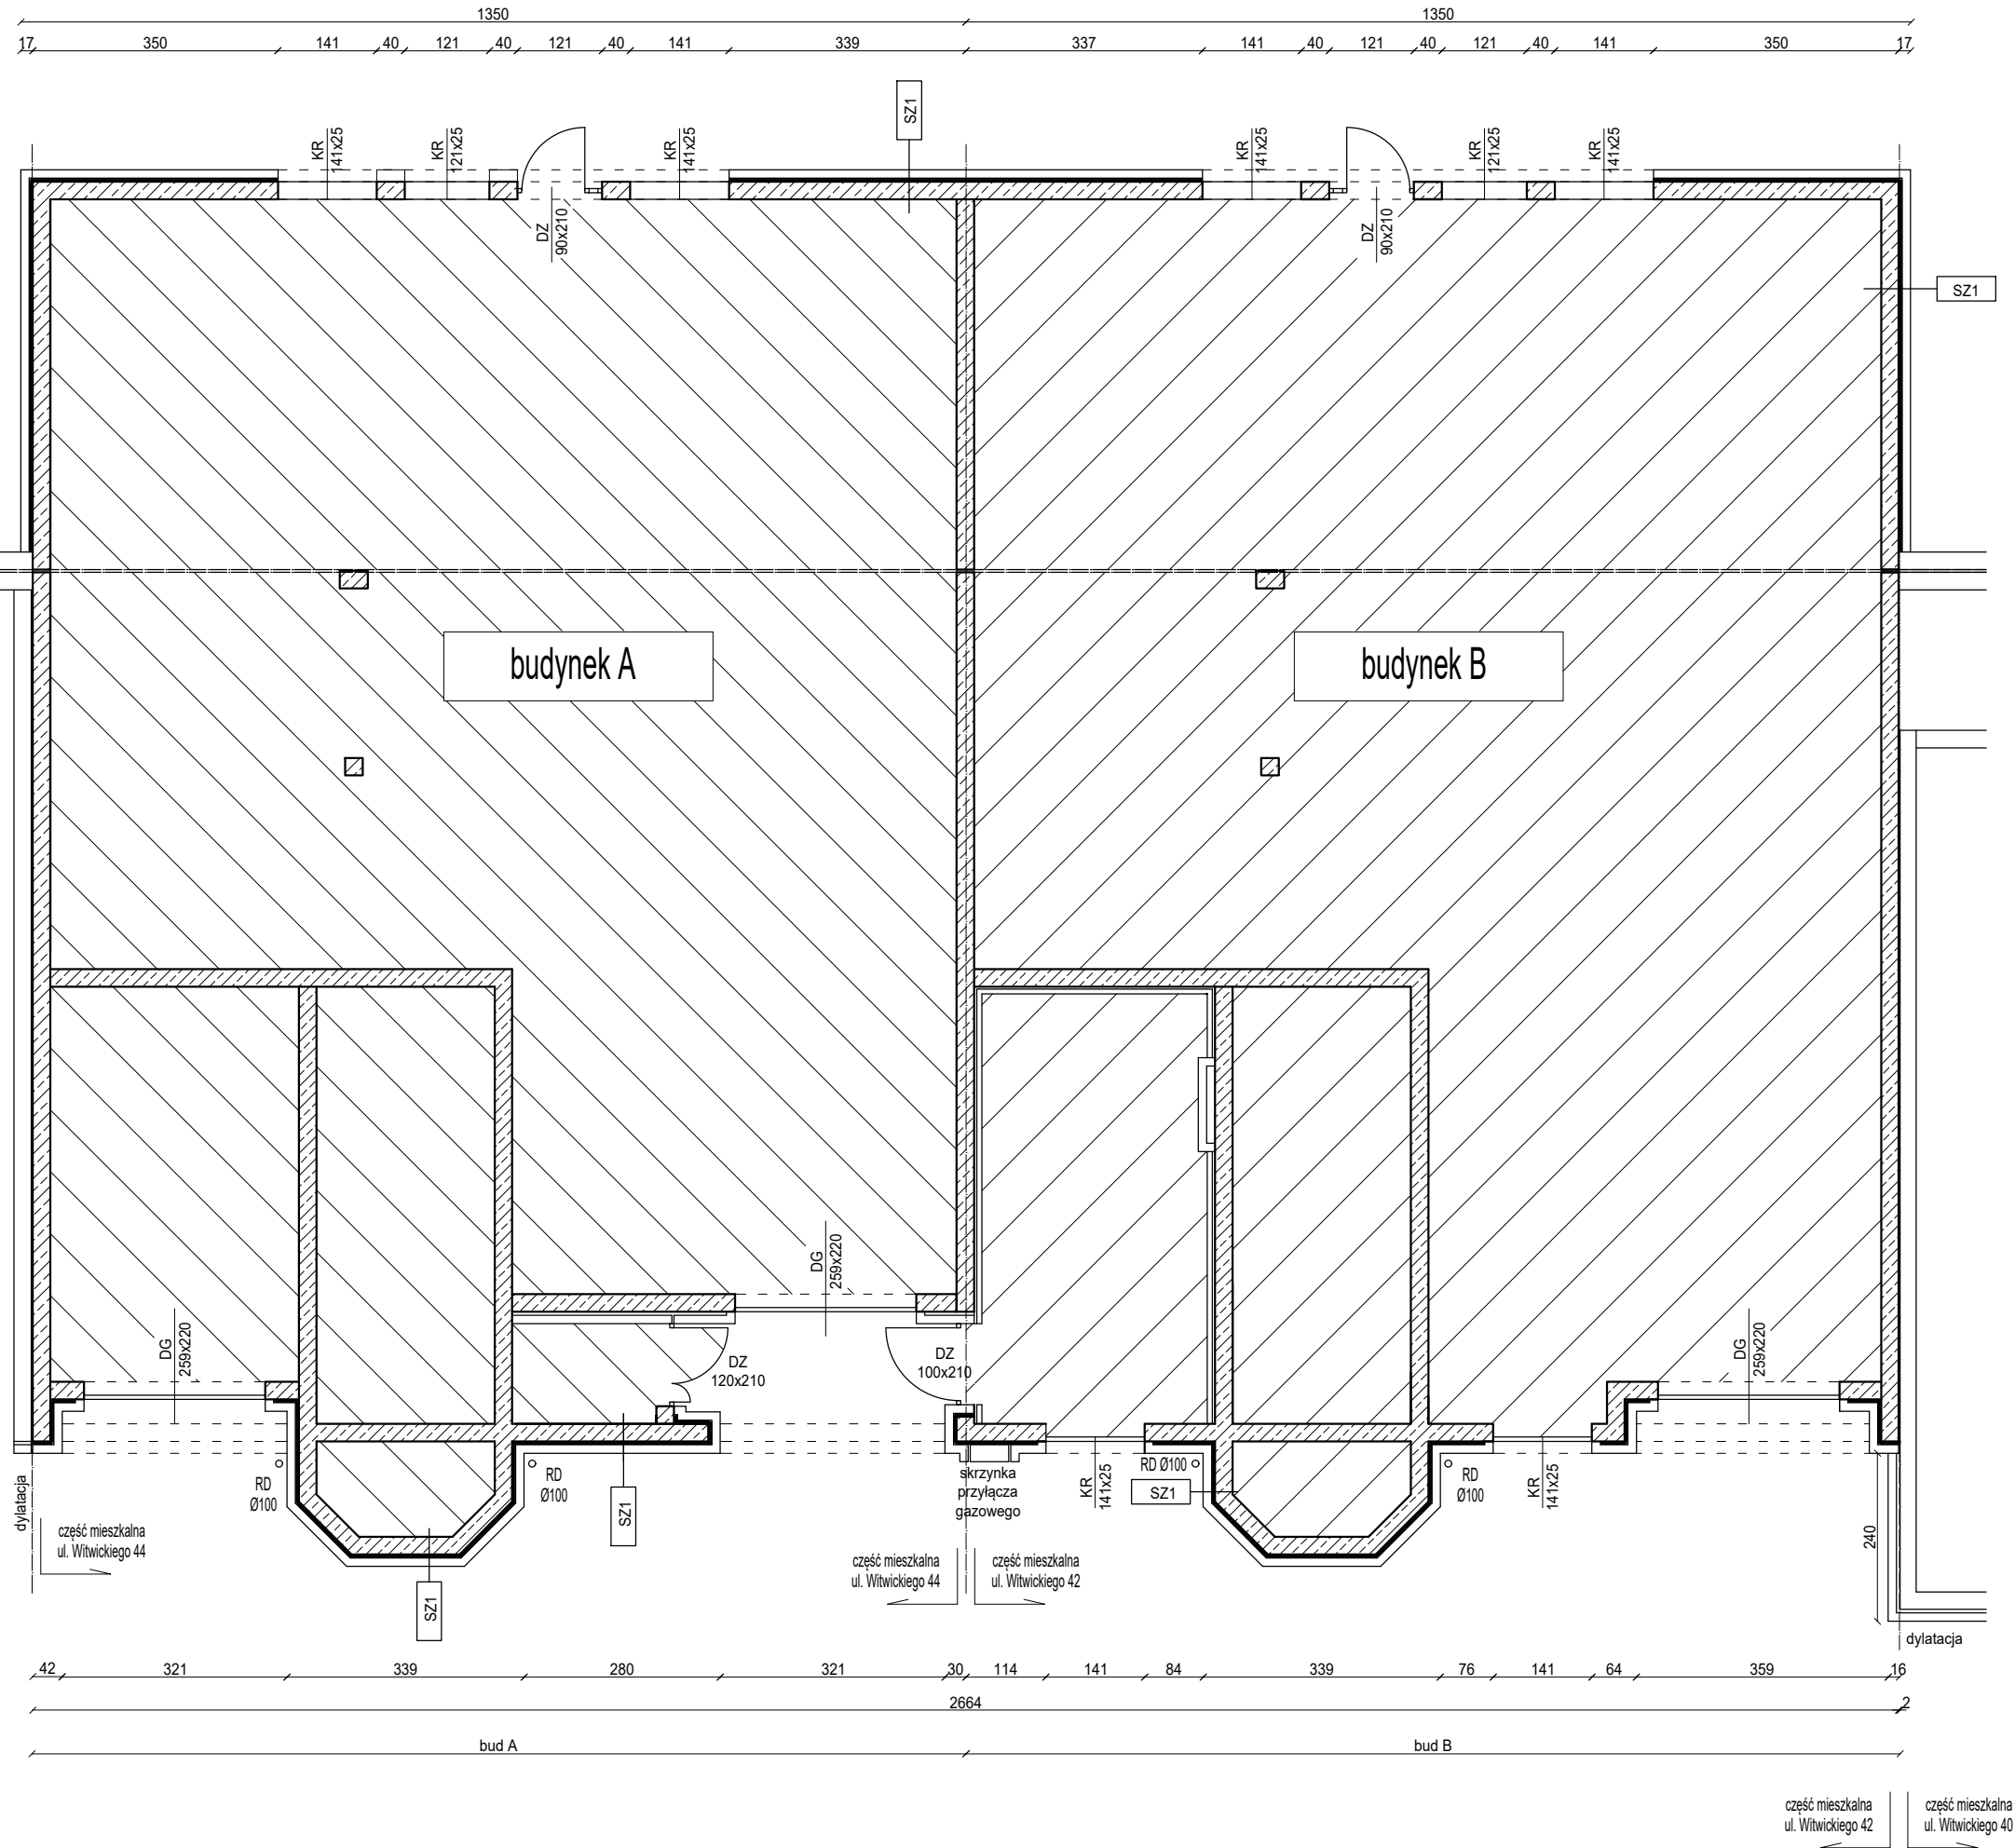 1350 1350
17 350 141 40 121 40 121 40 141 339 337 141 40 121 40 121 40 141 350 17
SZ1
KR
141x25
KR
121x25
KR
141x25
KR
141x25
KR
121x25
KR
141x25
DZ
90x210
DZ
90x210
SZ1
budynek A
budynek B
DG
259x220
DG
259x220
DZ
120x210
DZ
100x210
DG
259x220
RD
Ø100
RD
Ø100
SZ1
skrzynka
przyłącza
gazowego
KR
141x25
RD Ø100
SZ1
RD
Ø100
KR
141x25
dylatacja
część mieszkalna
ul. Witwickiego 44
SZ1
część mieszkalna
ul. Witwickiego 44
część mieszkalna
ul. Witwickiego 42
240
dylatacja
42 321 339 280 321 30 114 141 84 339 76 141 64 359 16
2664 2
bud A bud B
część mieszkalna
ul. Witwickiego 42
część mieszkalna
ul. Witwickiego 40